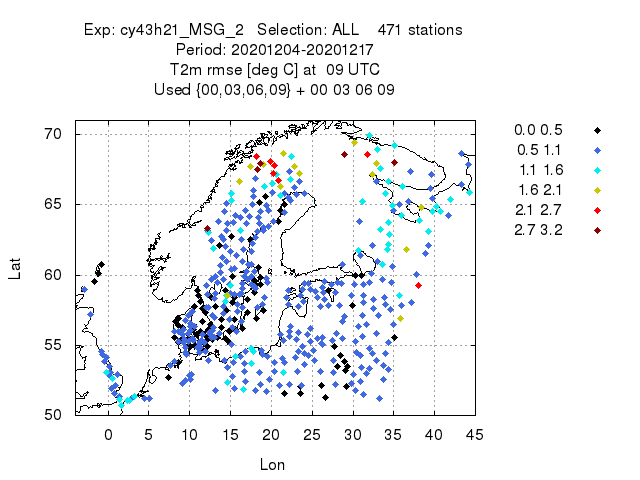 Exp: cy43h21_MSG_2 Selection: ALL 471 stations
Period: 20201204-20201217
T2m rmse [deg C] at 09 UTC
Used {00,03,06,09} + 00 03 06 09
0.0 0.5
0.5 1.1
1.1 1.6
1.6 2.1
2.1 2.7
2.7 3.2
70
65
60
55
50
Lat
0 5 10 15 20 25 30 35 40 45
Lon